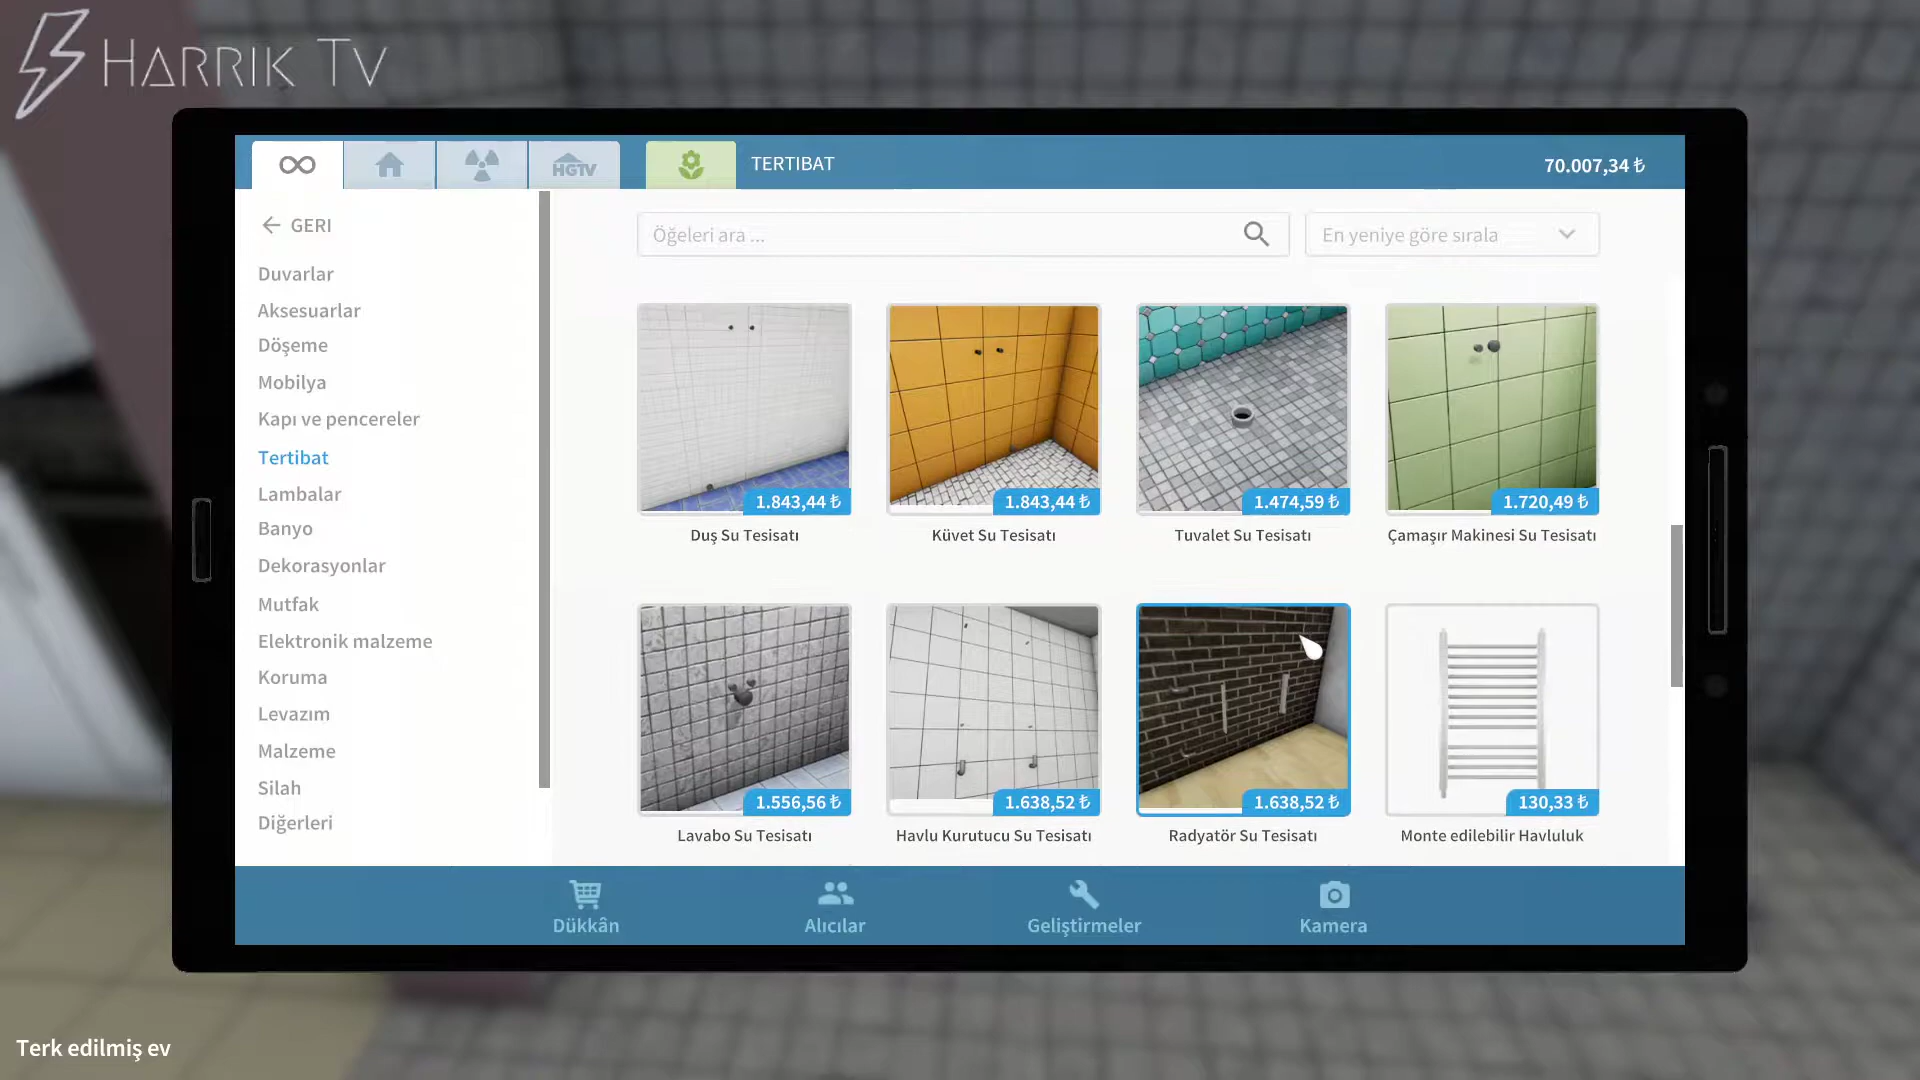 HARRIK TV
HGTV
TERTIBAT
70.007,34 ₺
GERI
Öğeleri ara ...
En yeniye göre sırala
Duvarlar
Aksesuarlar
Döşeme
Mobilya
Kapı ve pencereler
Tertibat
Lambalar
Banyo
Dekorasyonlar
Mutfak
Elektronik malzeme
Koruma
Levazım
Malzeme
Silah
Diğerleri
1.843,44 ₺
1.843,44 ₺
1.474,59 ₺
1.720,49 ₺
Duş Su Tesisatı
Küvet Su Tesisatı
Tuvalet Su Tesisatı
Çamaşır Makinesi Su Tesisatı
1.556,56 ₺
1.638,52 ₺
1.638,52 ₺
130,33 ₺
Lavabo Su Tesisatı
Havlu Kurutucu Su Tesisatı
Radyatör Su Tesisatı
Monte edilebilir Havluluk
Dükkân
Alıcılar
Geliştirmeler
Kamera
Terk edilmiş ev